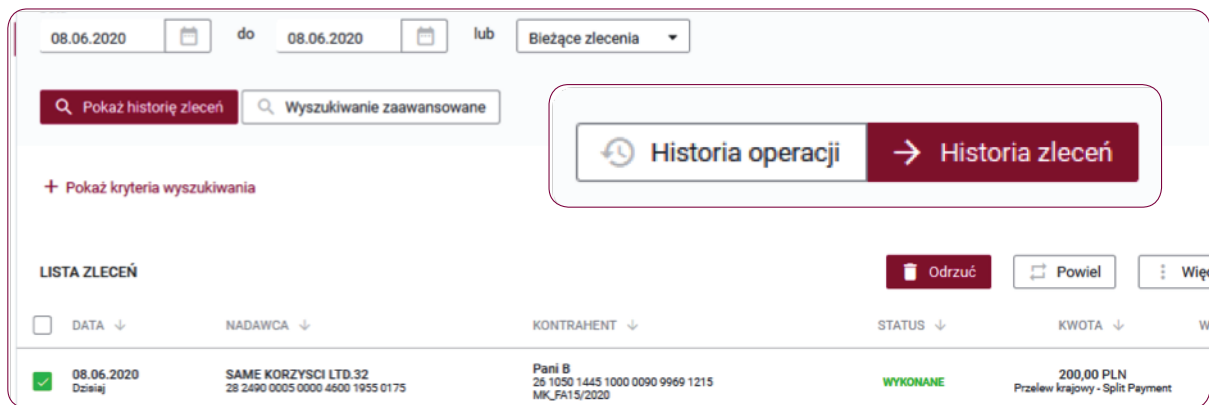 08.06.2020 do 08.06.2020 lub Bieżące zlecenia
Pokaż historię zleceń Wyszukiwanie zaawansowane
Historia operacji Historia zleceń
+ Pokaż kryteria wyszukiwania
LISTA ZLECEŃ Odrzuć Powiel
DATA NADAWCA KONTRAHENT STATUS KWOTA
08.06.2020 SAME KORZYSCI LTD.32 Pani B WYKONANE 200,00 PLN
Dzisiaj 28 2490 0005 0000 4600 1955 0175 26 1050 1445 1000 0090 9969 1215 Przelew krajowy - Split Payment
MK_FA15/2020